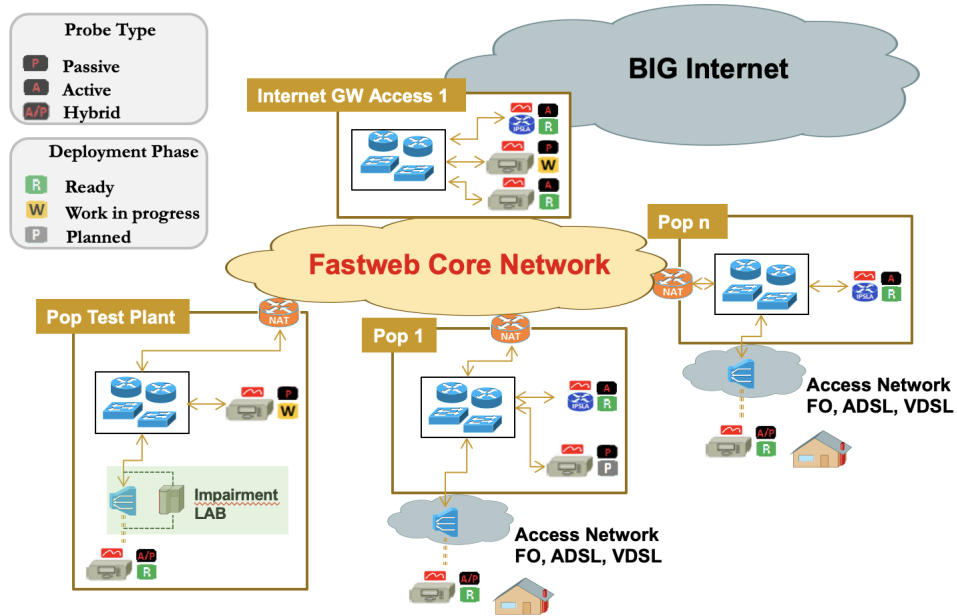 Probe Type
P Passive
A Active
A/P Hybrid
Deployment Phase
R Ready
W Work in progress
P Planned
BIG Internet
Internet GW Access 1
A
IPSLA R
P
W
A
R
Fastweb Core Network
Pop n
NAT
A
IPSLA R
Access Network
FO, ADSL, VDSL
A/P
R
Pop Test Plant
NAT
P
W
Impairment
LAB
A/P
R
Pop 1
NAT
A
IPSLA R
P
P
Access Network
FO, ADSL, VDSL
A/P
R